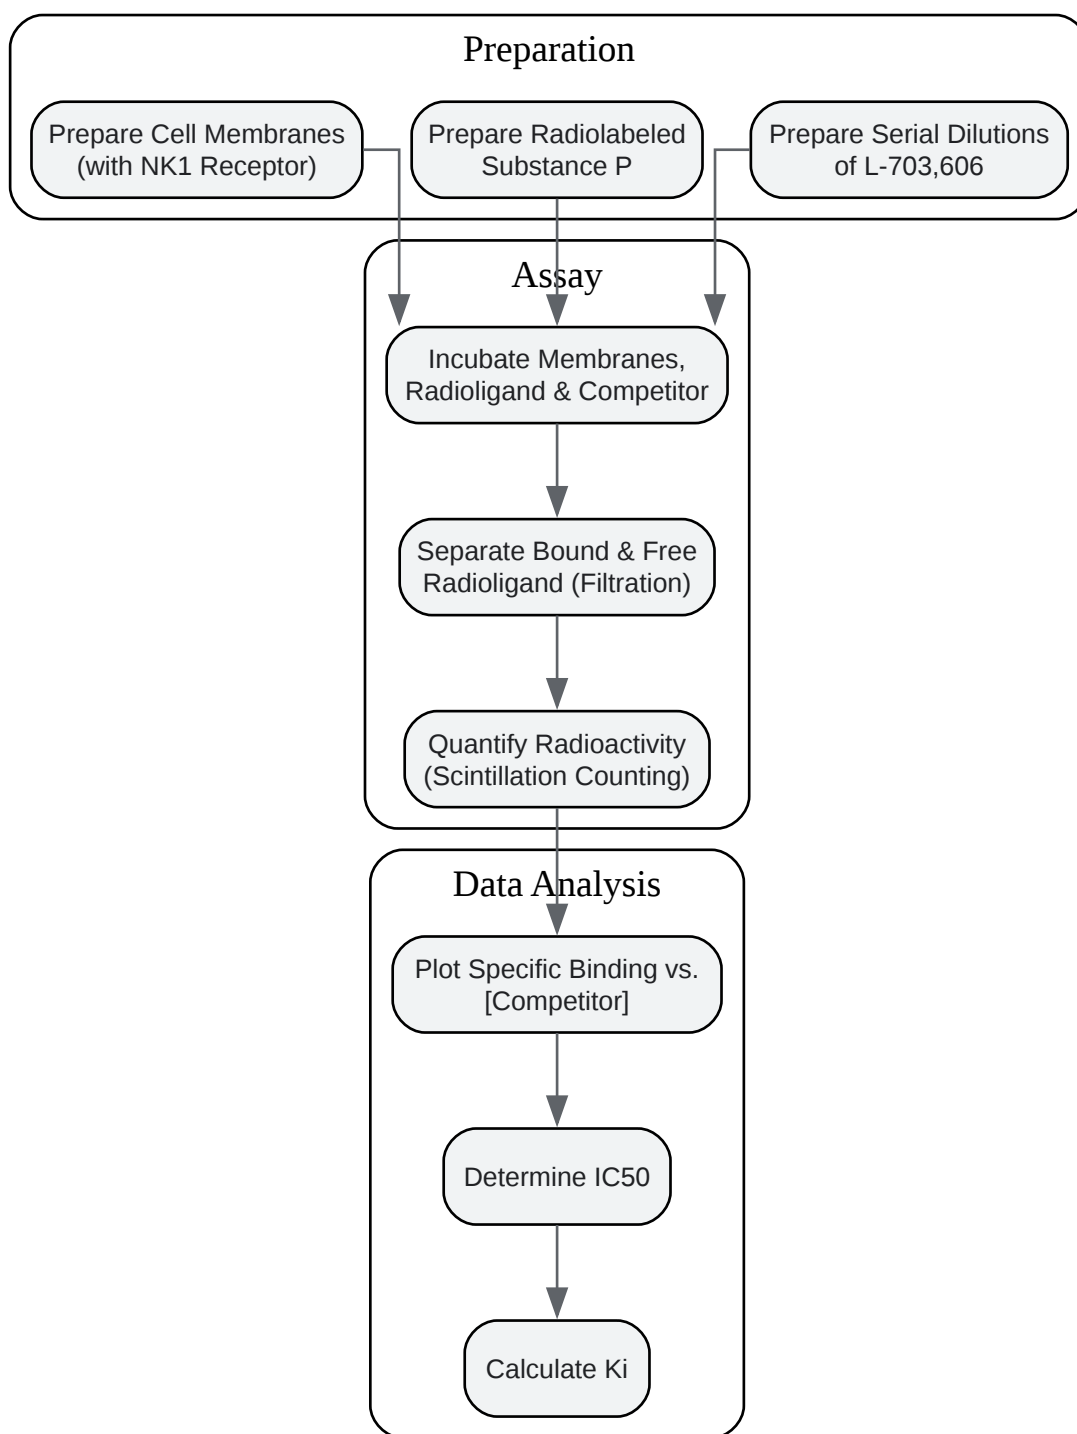 Preparation
Prepare Cell Membranes
(with NK1 Receptor)
Prepare Radiolabeled
Substance P
Prepare Serial Dilutions
of L-703,606
Assay
Incubate Membranes,
Radioligand & Competitor
Separate Bound & Free
Radioligand (Filtration)
Quantify Radioactivity
(Scintillation Counting)
Data Analysis
Plot Specific Binding vs.
[Competitor]
Determine IC50
Calculate Ki